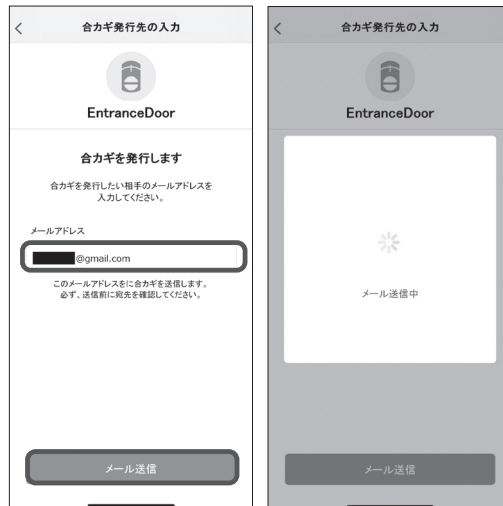 合カギ発行先の入力
EntranceDoor
合カギを発行します
合カギを発行したい相手のメールアドレスを
入力してください。
メールアドレス
@gmail.com
このメールアドレスをに合カギを送信します。
必ず、送信前に宛先を確認してください。
メール送信
合カギ発行先の入力
EntranceDoor
メール送信中
メール送信